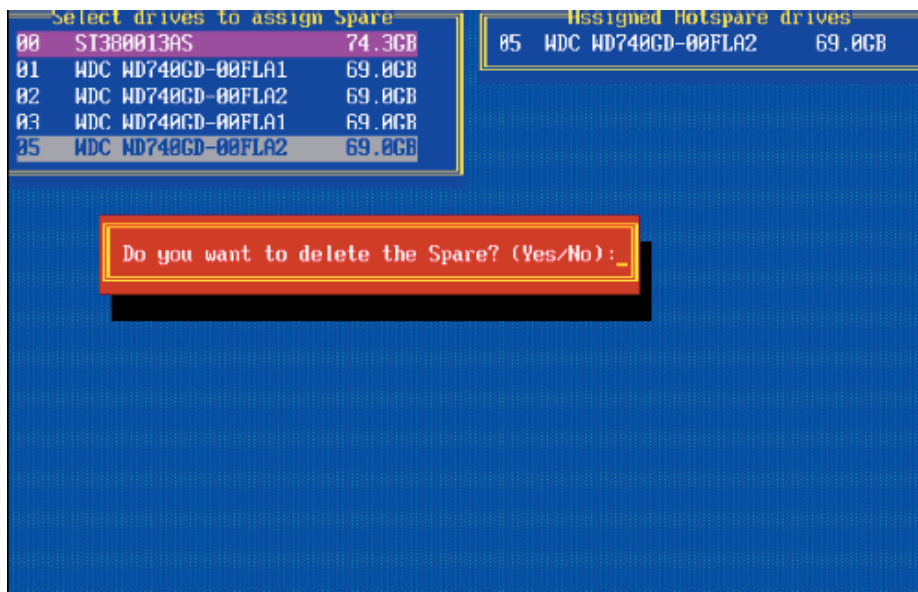 Select drives to assign Spare
00 ST380013AS 74.3GB
01 WDC WD740GD-00FLA1 69.0GB
02 WDC WD740GD-00FLA2 69.0GB
03 WDC WD740GD-00FLA1 69.0GB
05 WDC WD740GD-00FLA2 69.0GB
Assigned Hotspare drives
05 WDC WD740GD-00FLA2 69.0GB
Do you want to delete the Spare? (Yes/No):_